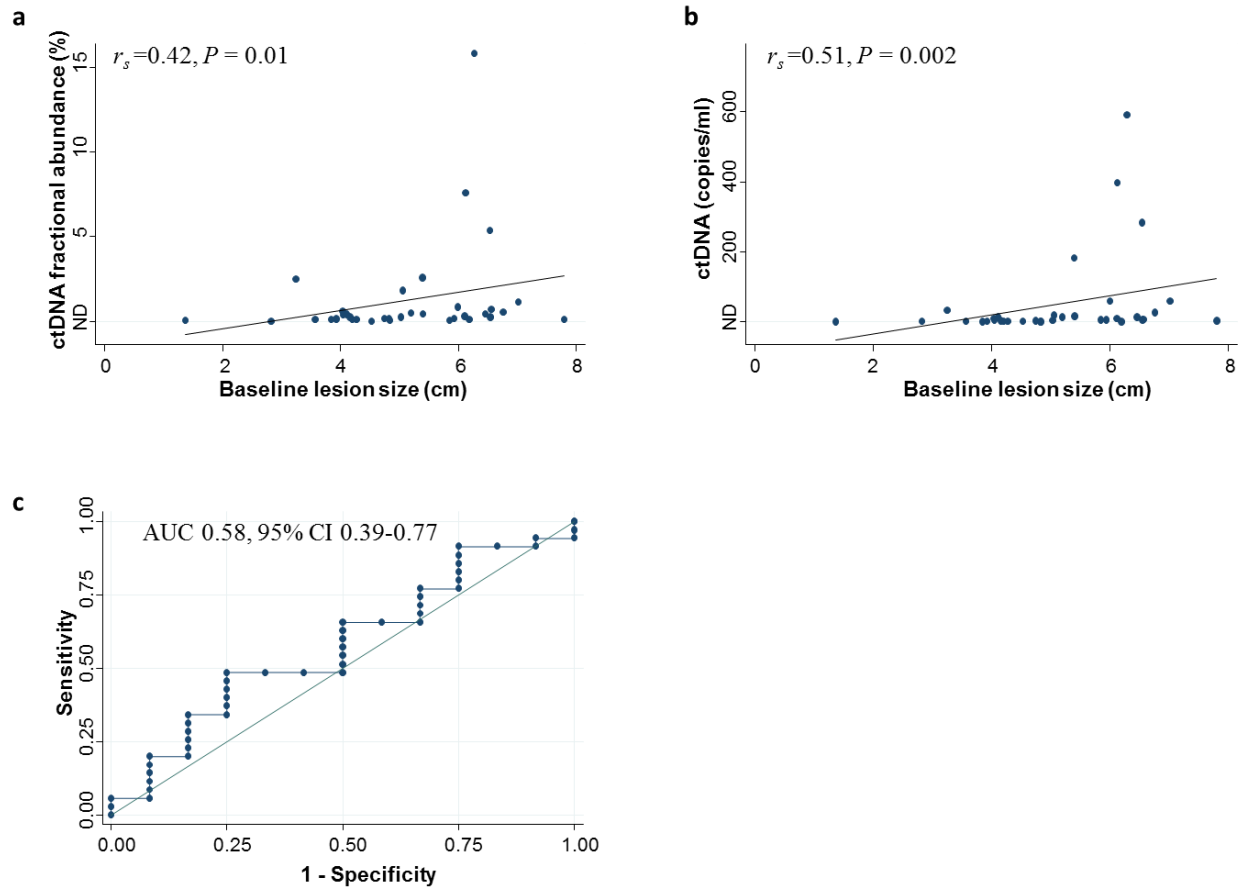 a
r_s=0.42, P = 0.01
ctDNA fractional abundance (%)
15
10
5
ND
0 2 4 6 8
Baseline lesion size (cm)
b
r_s=0.51, P = 0.002
ctDNA (copies/ml)
600
400
200
ND
0 2 4 6 8
Baseline lesion size (cm)
c
AUC 0.58, 95% CI 0.39-0.77
Sensitivity
1.00
0.75
0.50
0.25
0.00
0.00 0.25 0.50 0.75 1.00
1 - Specificity